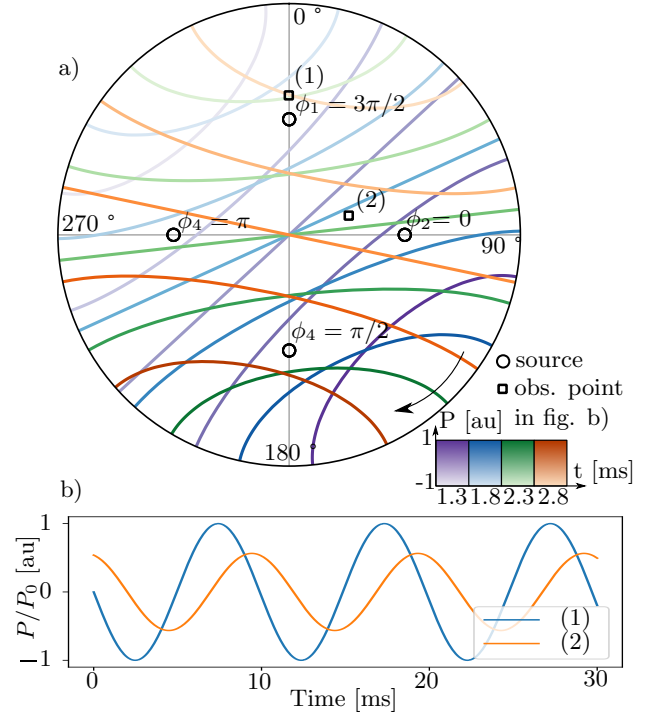 0 °
a)
(1)
ϕ1 = 3π/2
(2)
270 °
ϕ4 = π
ϕ2 = 0
90 °
ϕ4 = π/2
180 °
source
obs. point
in fig. b)
P [au]
1
-1
t [ms]
1.3 1.8 2.3 2.8
b)
P/P0 [au]
1
0
1
(1)
(2)
0 10 20 30
Time [ms]